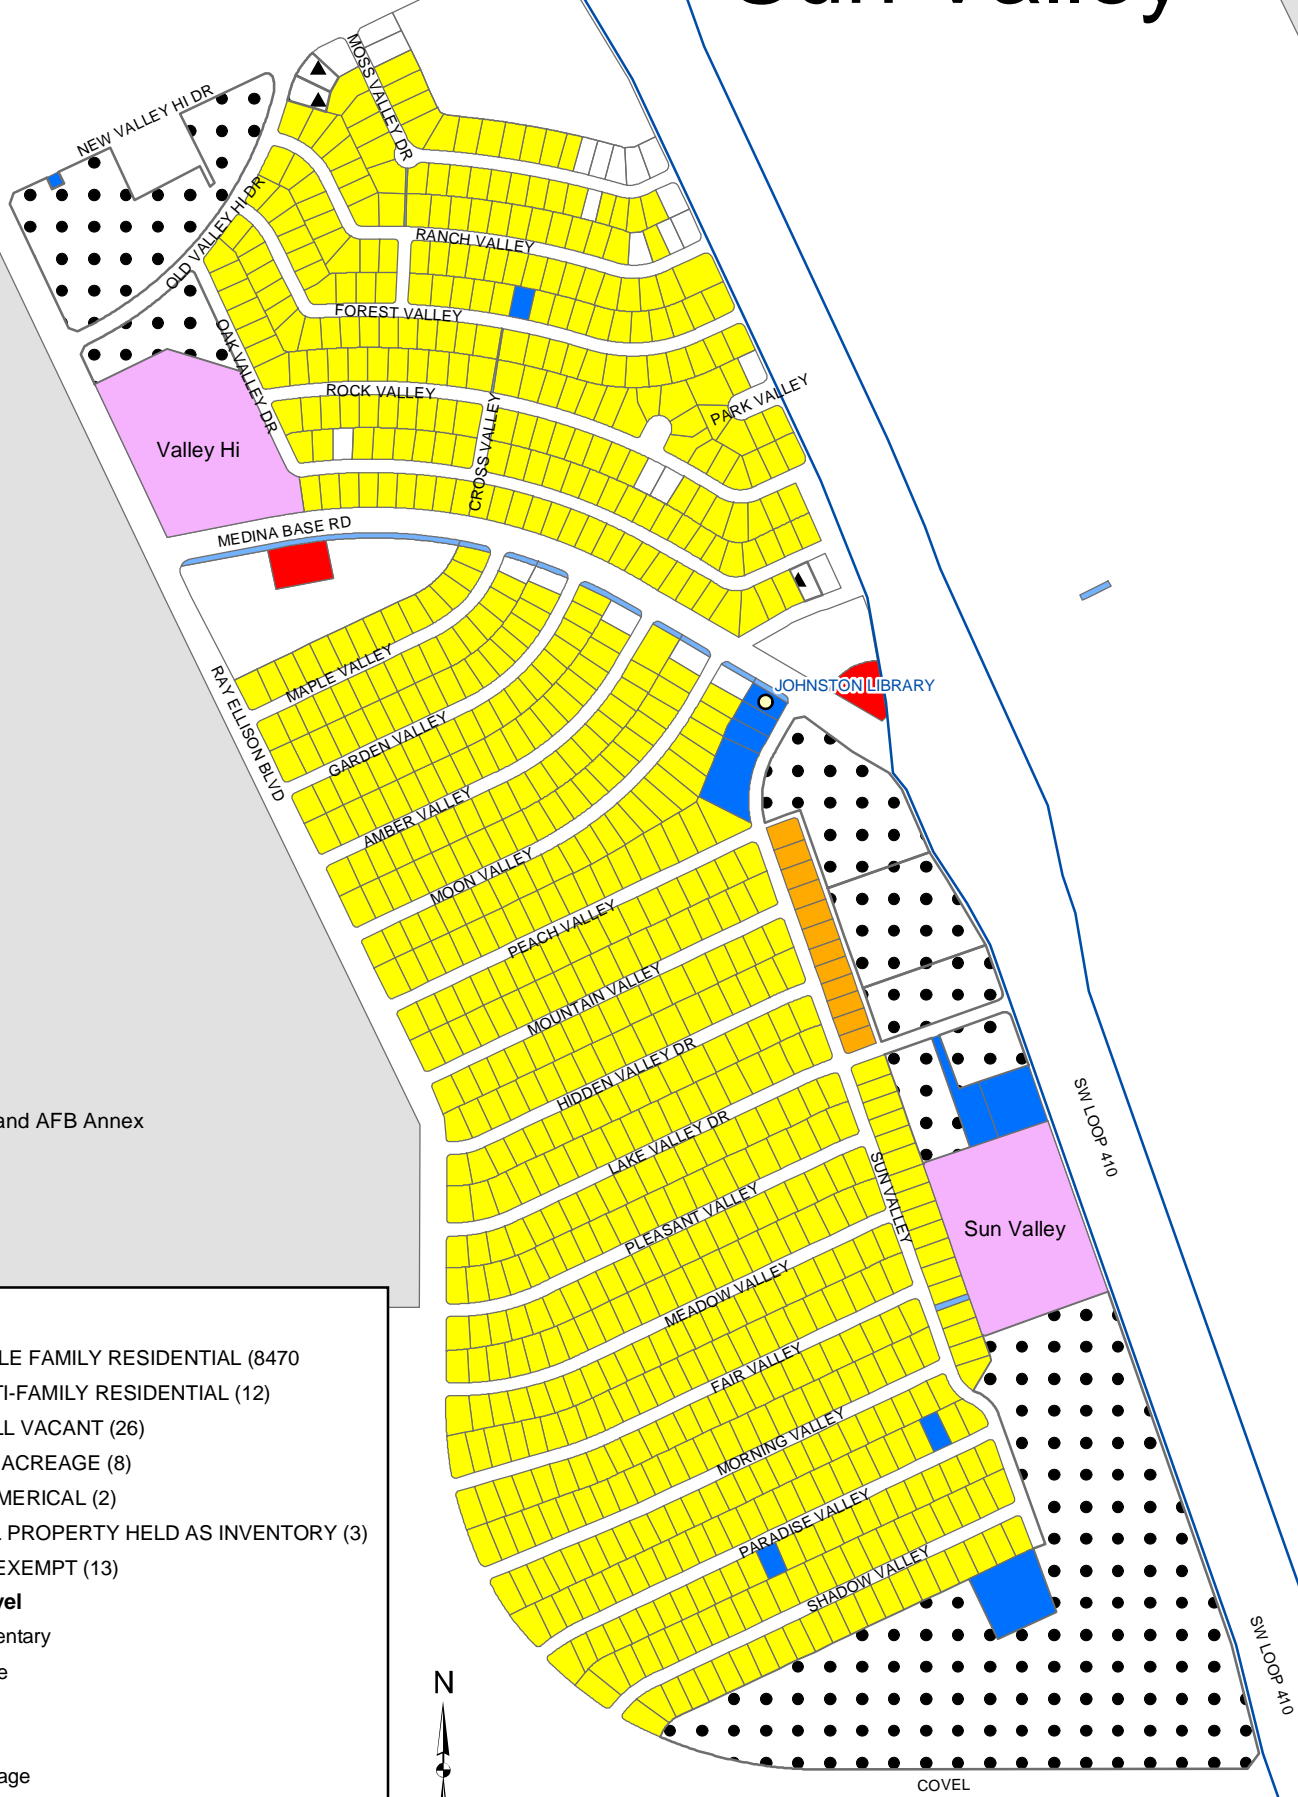 Sun Valley
MOSS VALLEY DR
NEW VALLEY HI DR
OLD VALLEY HI DR
RANCH VALLEY
FOREST VALLEY
OAK VALLEY DR
ROCK VALLEY
PARK VALLEY
CROSS VALLEY
Valley Hi
MEDINA BASE RD
JOHNSTON LIBRARY
RAY ELLISON BLVD
MAPLE VALLEY
GARDEN VALLEY
AMBER VALLEY
MOON VALLEY
PEACH VALLEY
MOUNTAIN VALLEY
HIDDEN VALLEY DR
LAKE VALLEY DR
SW LOOP 410
and AFB Annex
SUN VALLEY
PLEASANT VALLEY
Sun Valley
MEADOW VALLEY
FAIR VALLEY
MORNING VALLEY
PARADISE VALLEY
SHADOW VALLEY
SW LOOP 410
LE FAMILY RESIDENTIAL (8470
TI-FAMILY RESIDENTIAL (12)
LL VACANT (26)
ACREAGE (8)
MERICAL (2)
L PROPERTY HELD AS INVENTORY (3)
EXEMPT (13)
vel
entary
e
age
N
COVEL